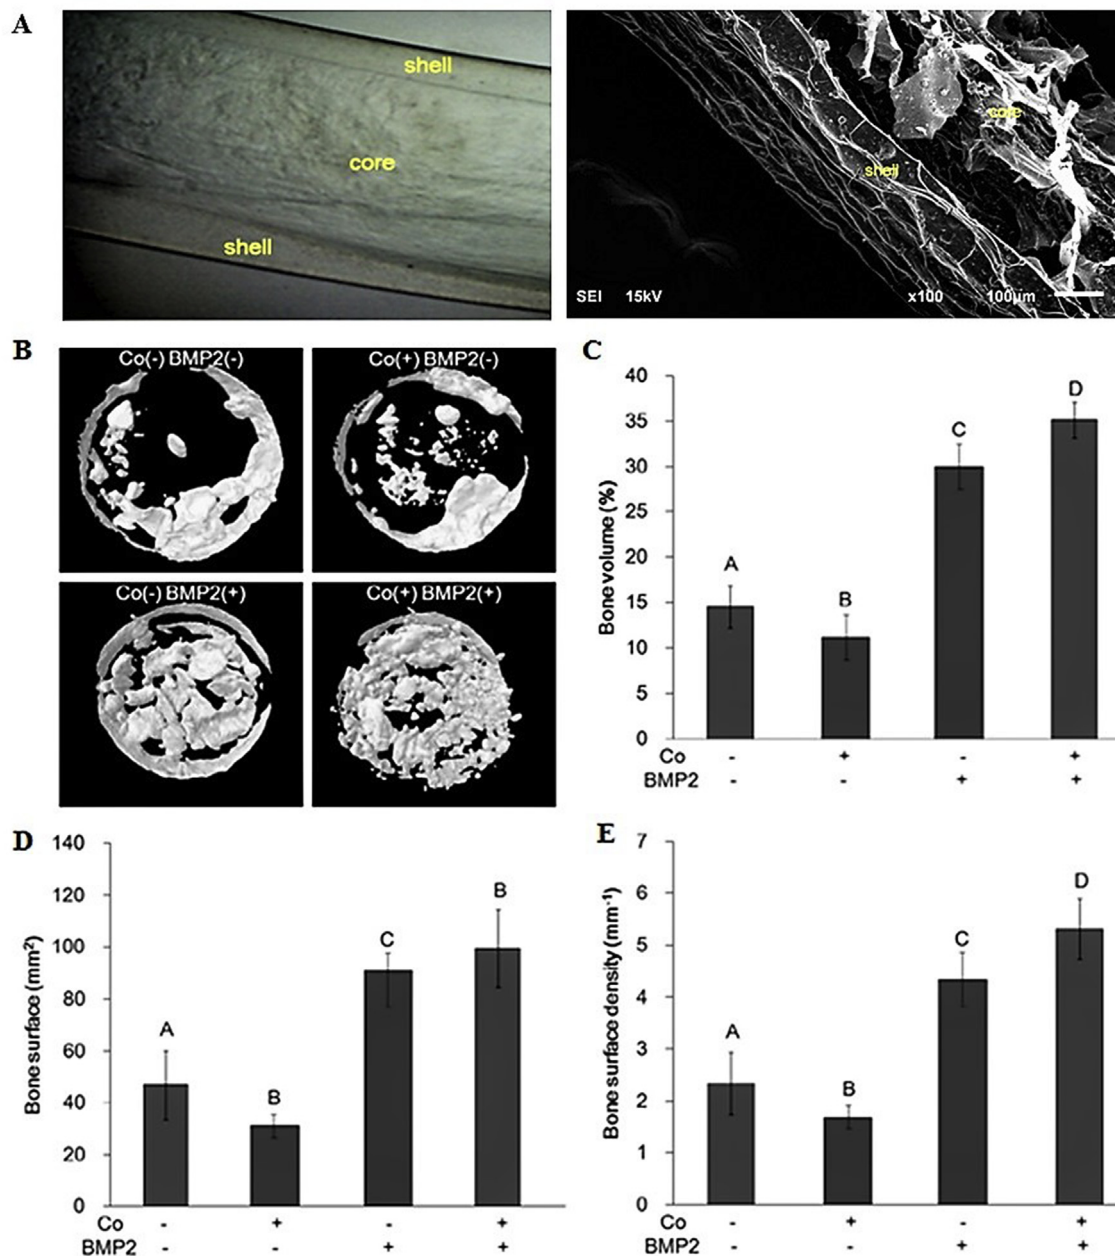 A
shell
core
shell
core
shell
SEI 15kV x100 100μm
B
Co(-) BMP2(-)
Co(+) BMP2(-)
Co(-) BMP2(+)
Co(+) BMP2(+)
C
Bone volume (%)
40
35
30
25
20
15
10
5
0
A
B
C
D
Co - + - +
BMP2 - - + +
D
Bone surface (mm²)
140
120
100
80
60
40
20
0
A
B
C
B
Co - + - +
BMP2 - - + +
E
Bone surface density (mm⁻¹)
7
6
5
4
3
2
1
0
A
B
C
D
Co - + - +
BMP2 - - + +